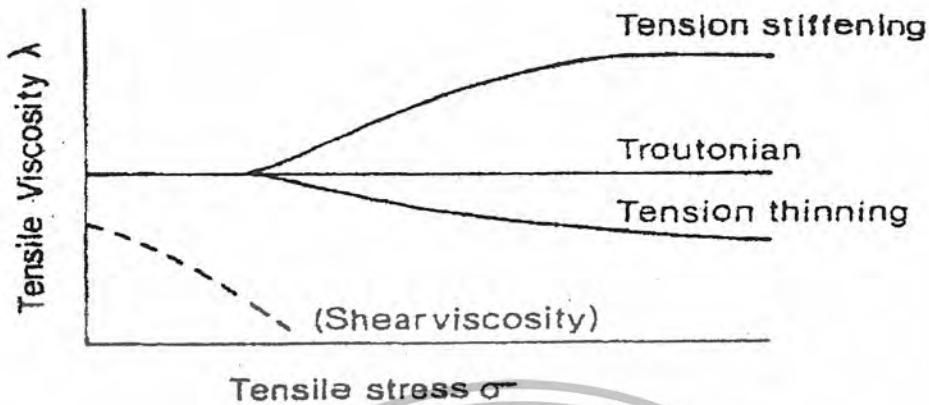 Tension stiffening
Troutonian
Tension thinning
(Shear viscosity)
Tensile Viscosity λ
Tensile stress σ